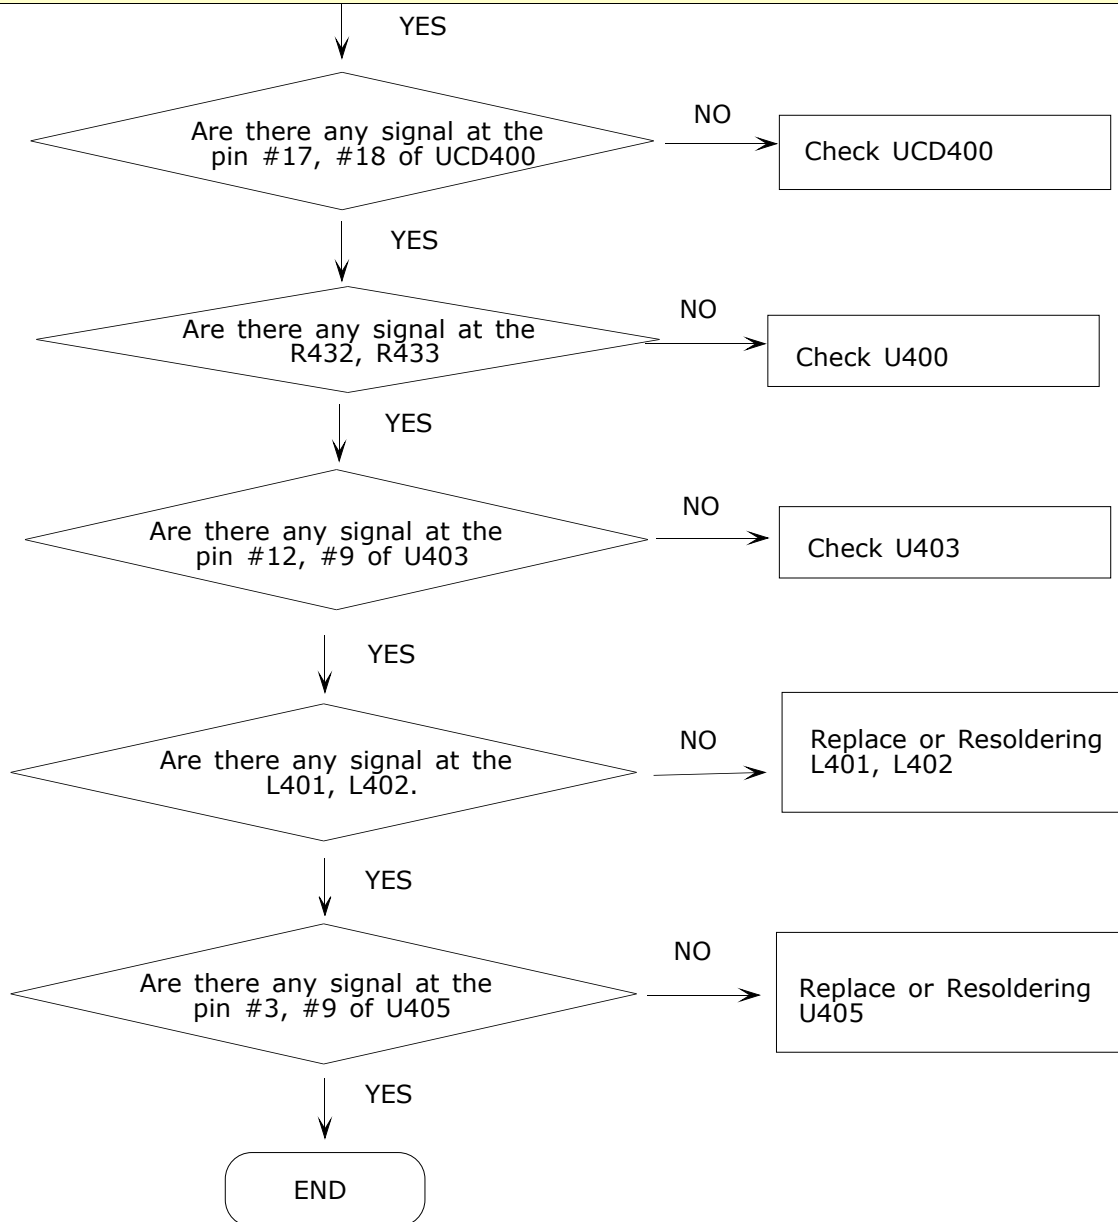 YES
Are there any signal at the
pin #17, #18 of UCD400
NO
Check UCD400
YES
Are there any signal at the
R432, R433
NO
Check U400
YES
Are there any signal at the
pin #12, #9 of U403
NO
Check U403
YES
Are there any signal at the
L401, L402.
NO
Replace or Resoldering
L401, L402
YES
Are there any signal at the
pin #3, #9 of U405
NO
Replace or Resoldering
U405
YES
END